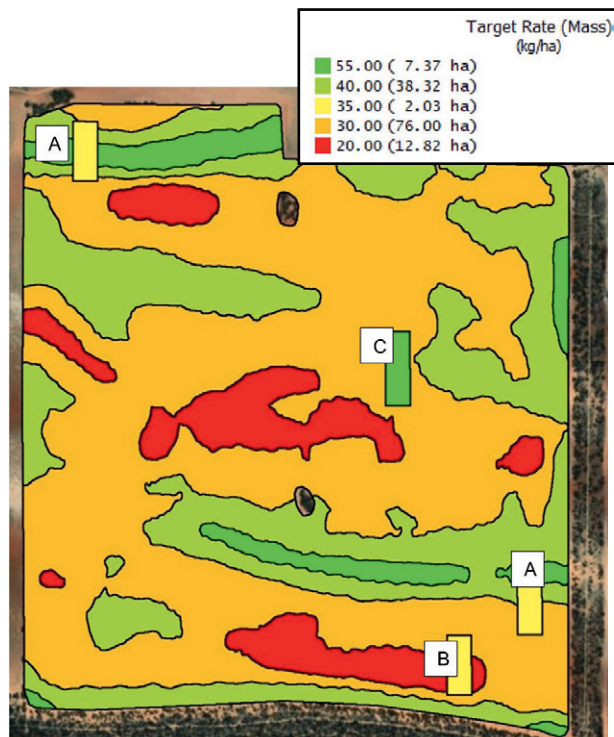 Target Rate (Mass)
(kg/ha)
55.00 ( 7.37 ha)
40.00 (38.32 ha)
35.00 ( 2.03 ha)
30.00 (76.00 ha)
20.00 (12.82 ha)
A
C
A
B